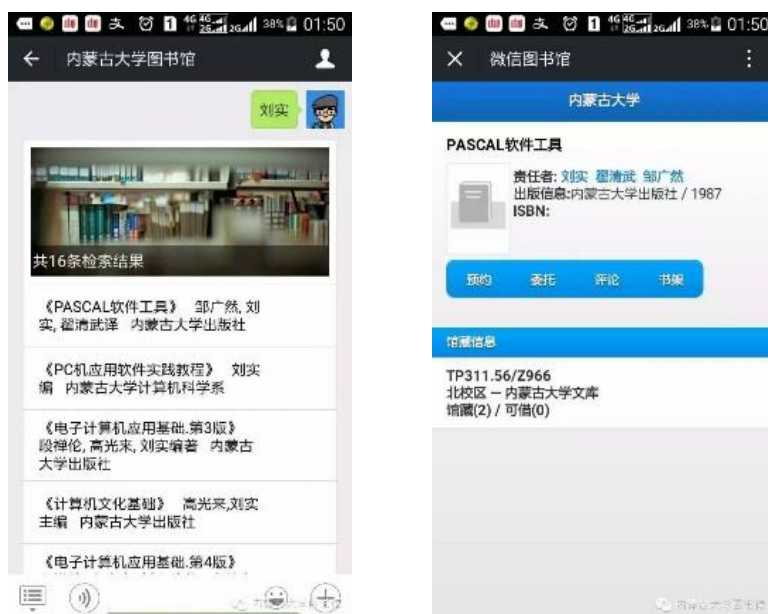 38% 01:50
内蒙古大学图书馆
刘实
共16条检索结果
《PASCAL软件工具》 邹广然, 刘
实, 翟清武译 内蒙古大学出版社
《PC机应用软件实践教程》 刘实
编 内蒙古大学计算机科学系
《电子计算机应用基础.第3版》
段禅伦, 高光来, 刘实编著 内蒙古
大学出版社
《计算机文化基础》 高光来,刘实
主编 内蒙古大学出版社
《电子计算机应用基础.第4版》
38% 01:50
微信图书馆
内蒙古大学
PASCAL软件工具
责任者: 刘实 翟清武 邹广然
出版信息:内蒙古大学出版社 / 1987
ISBN:
预约 委托 评论 书架
馆藏信息
TP311.56/Z966
北校区 — 内蒙古大学文库
馆藏(2) / 可借(0)
内蒙古大学图书馆